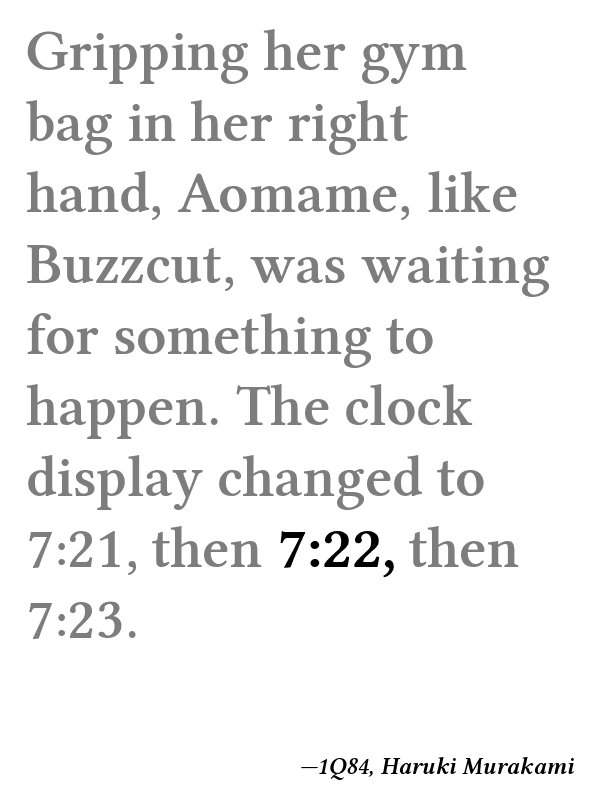 Gripping her gym
bag in her right
hand, Aomame, like
Buzzcut, was waiting
for something to
happen. The clock
display changed to
7:21, then 7:22, then
7:23.
—1Q84, Haruki Murakami